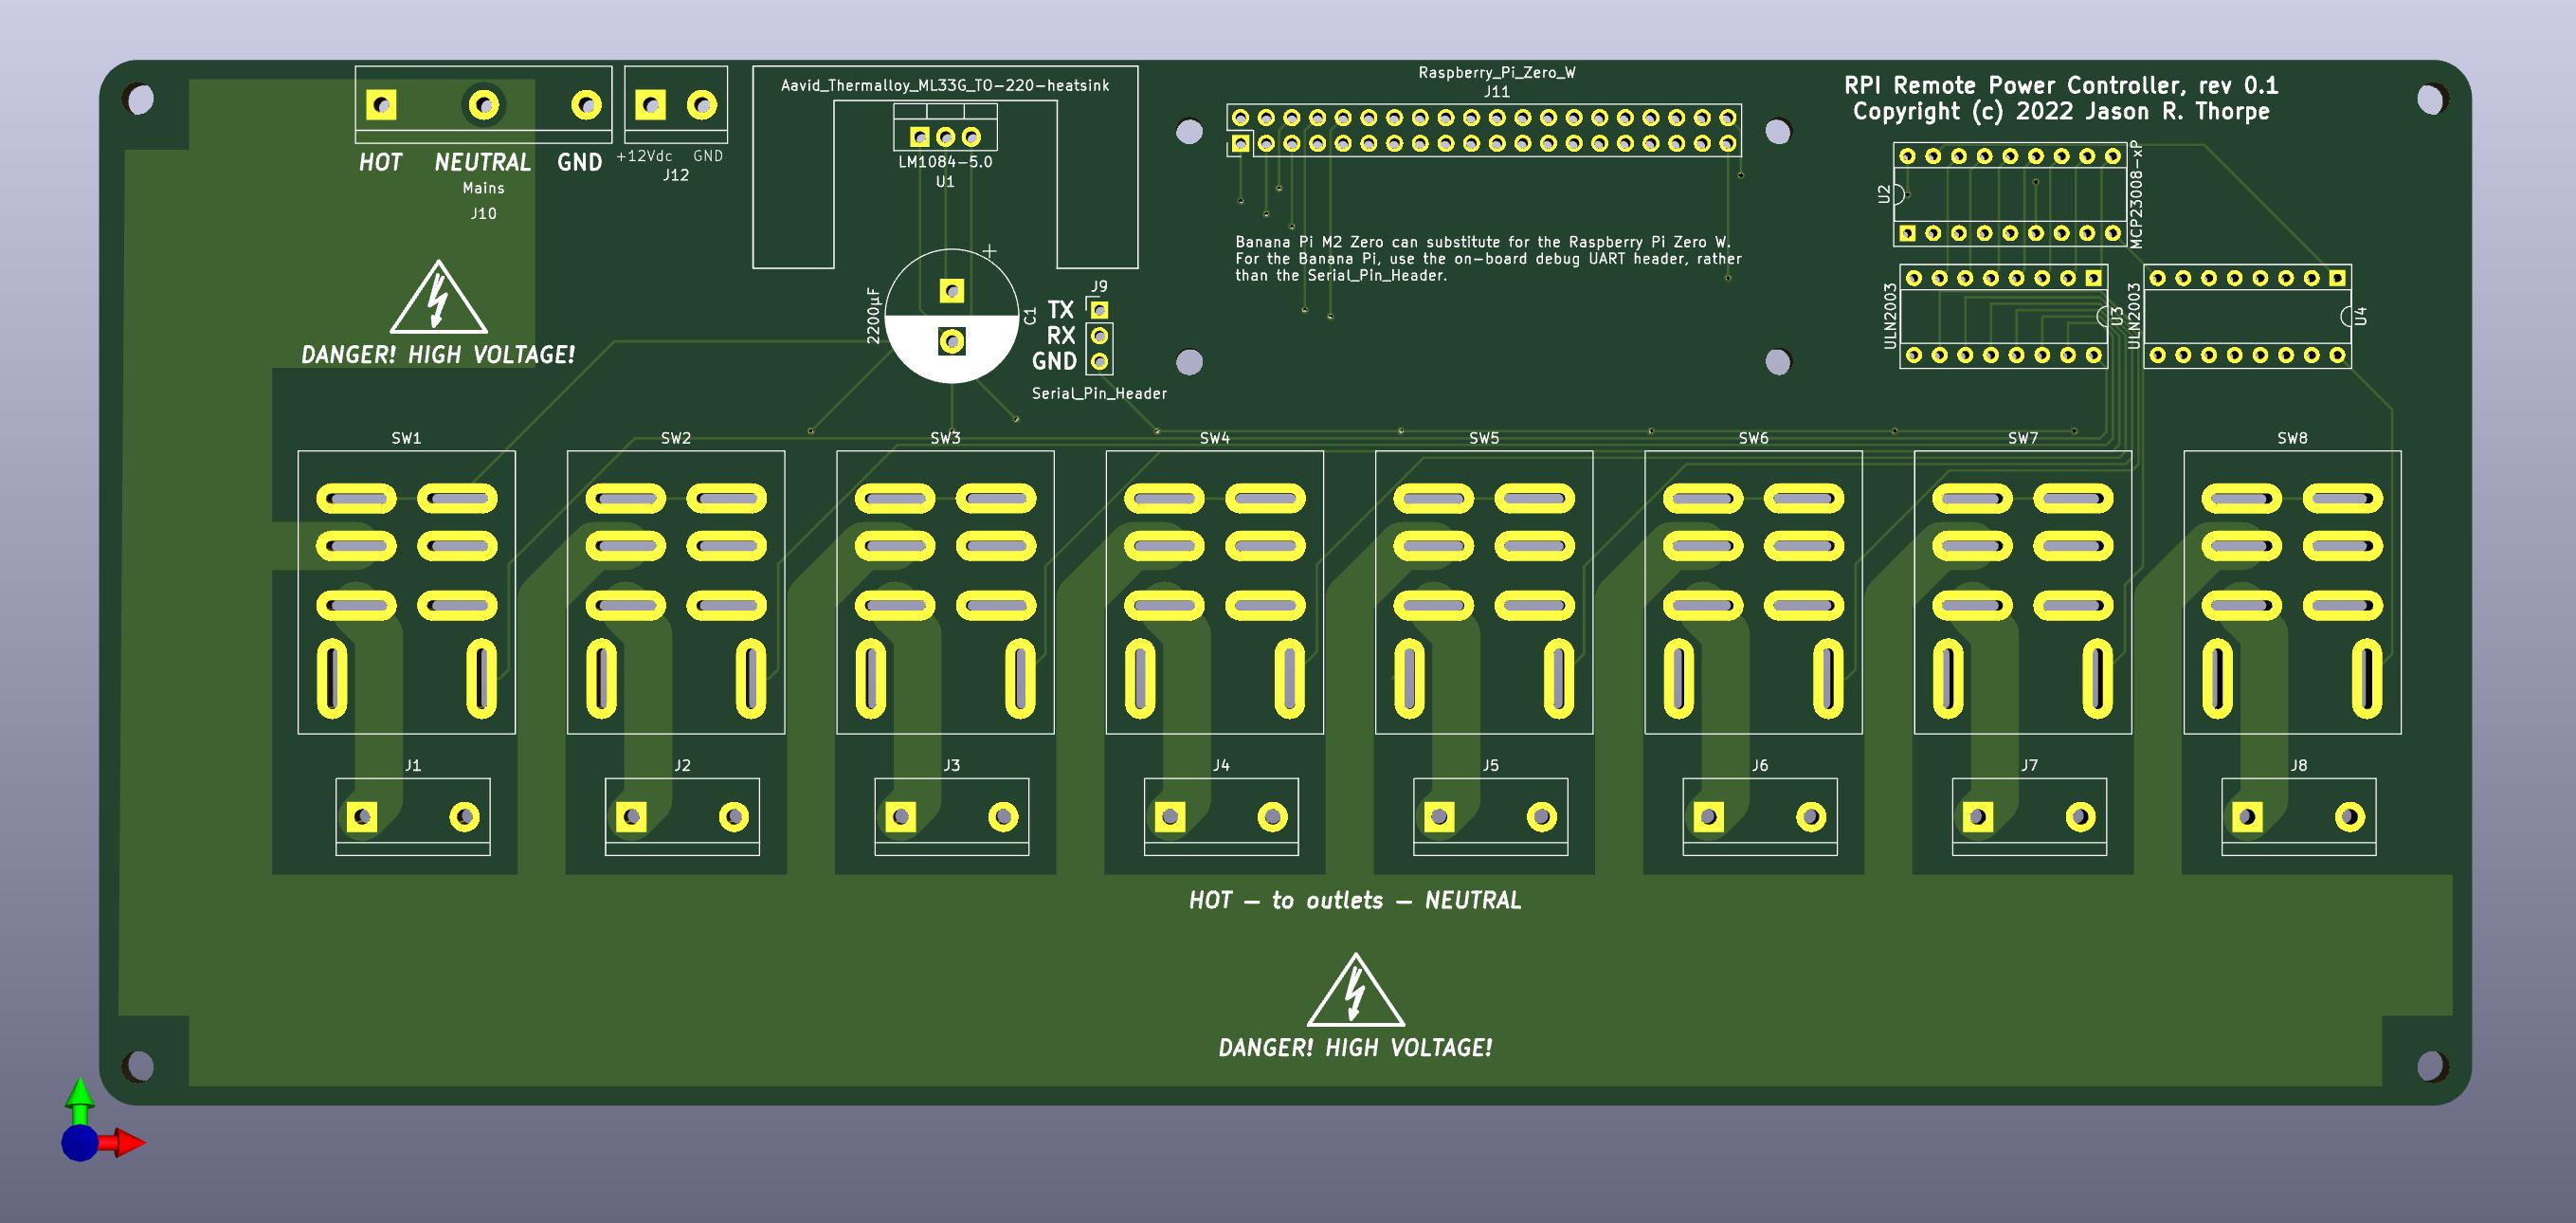 Aavid_Thermalloy_ML33G_TO-220-heatsink
Raspberry_Pi_Zero_W
J11
RPI Remote Power Controller, rev 0.1
Copyright (c) 2022 Jason R. Thorpe
HOT NEUTRAL GND
Mains
J10
+12Vdc GND
J12
LM1084-5.0
U1
U2
MCP23008-xP
DANGER! HIGH VOLTAGE!
2200µF
+
C1
J9
TX
RX
GND
Serial_Pin_Header
Banana Pi M2 Zero can substitute for the Raspberry Pi Zero W.
For the Banana Pi, use the on-board debug UART header, rather
than the Serial_Pin_Header.
ULN2003
U3
ULN2003
U4
SW1 SW2 SW3 SW4 SW5 SW6 SW7 SW8
J1 J2 J3 J4 J5 J6 J7 J8
HOT — to outlets — NEUTRAL
DANGER! HIGH VOLTAGE!